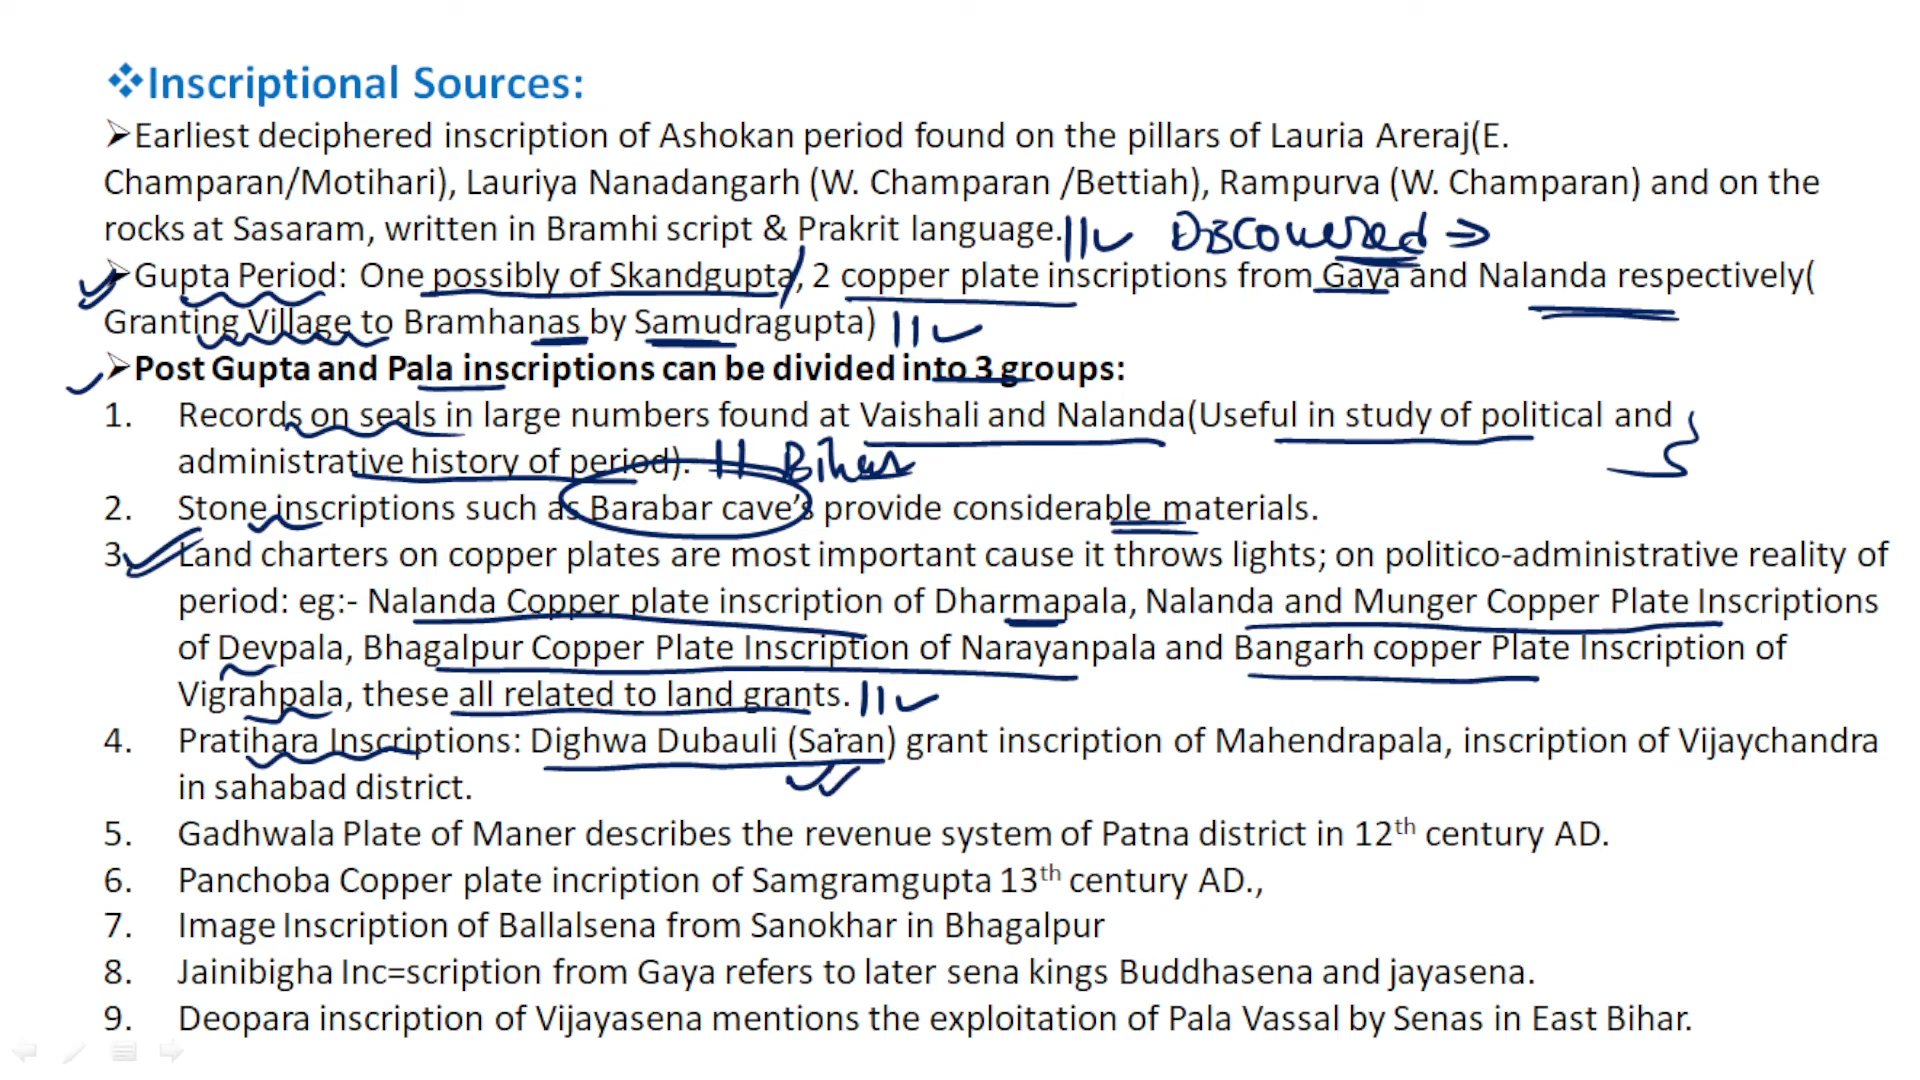 ❖Inscriptional Sources:
➢Earliest deciphered inscription of Ashokan period found on the pillars of Lauria Areraj(E.
Champaran/Motihari), Lauriya Nanadangarh (W. Champaran /Bettiah), Rampurva (W. Champaran) and on the
rocks at Sasaram, written in Bramhi script & Prakrit language. Discovered →
➢Gupta Period: One possibly of Skandgupta, 2 copper plate inscriptions from Gaya and Nalanda respectively(
Granting Village to Bramhanas by Samudragupta)
➢Post Gupta and Pala inscriptions can be divided into 3 groups:
1. Records on seals in large numbers found at Vaishali and Nalanda(Useful in study of political and
administrative history of period). Bihar
2. Stone inscriptions such as Barabar cave's provide considerable materials.
3. Land charters on copper plates are most important cause it throws lights; on politico-administrative reality of
period: eg:- Nalanda Copper plate inscription of Dharmapala, Nalanda and Munger Copper Plate Inscriptions
of Devpala, Bhagalpur Copper Plate Inscription of Narayanpala and Bangarh copper Plate Inscription of
Vigrahpala, these all related to land grants.
4. Pratihara Inscriptions: Dighwa Dubauli (Saran) grant inscription of Mahendrapala, inscription of Vijaychandra
in sahabad district.
5. Gadhwala Plate of Maner describes the revenue system of Patna district in 12th century AD.
6. Panchoba Copper plate incription of Samgramgupta 13th century AD.,
7. Image Inscription of Ballalsena from Sanokhar in Bhagalpur
8. Jainibigha Inc=scription from Gaya refers to later sena kings Buddhasena and jayasena.
9. Deopara inscription of Vijayasena mentions the exploitation of Pala Vassal by Senas in East Bihar.